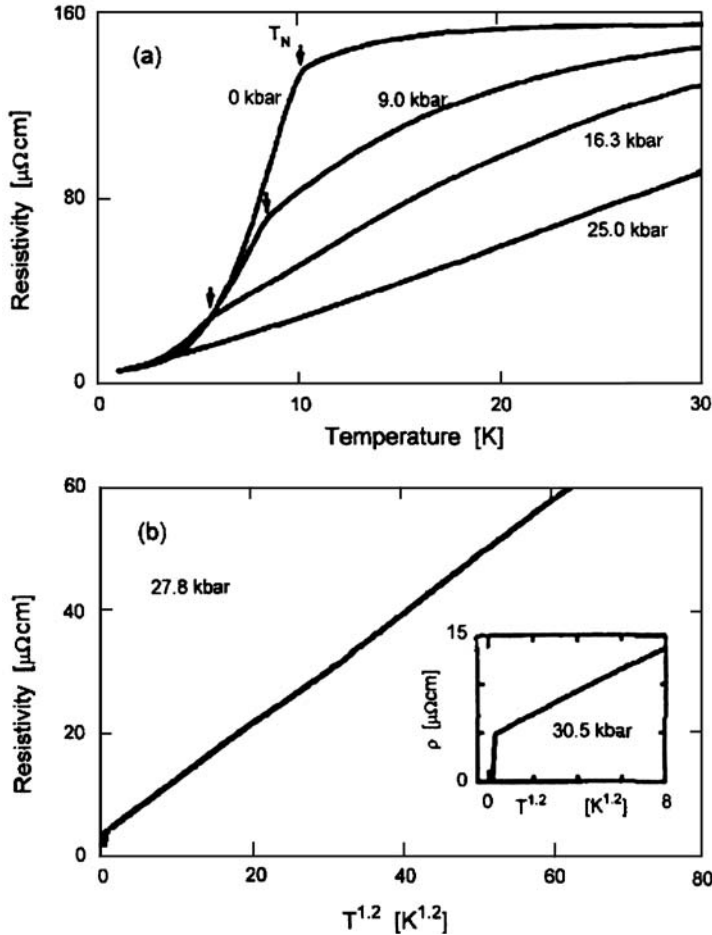 160
(a)
T_N
0 kbar
9.0 kbar
16.3 kbar
80
25.0 kbar
Resistivity [μΩcm]
0
0 10 20 30
Temperature [K]
60
(b)
27.8 kbar
40
Resistivity [μΩcm]
20
0
15
ρ [μΩcm]
30.5 kbar
0
0 T^1.2 [K^1.2] 8
0 20 40 60 80
T^1.2 [K^1.2]